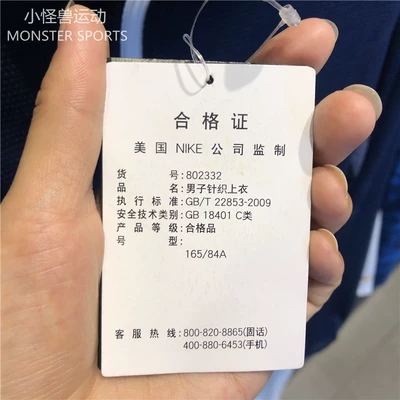 小怪兽运动
MONSTER SPORTS
合格证
美国 NIKE 公司监制
货 号:802332
品 名:男子针织上衣
执行标准:GB/T 22853-2009
安全技术类别:GB 18401 C类
产品等级:合格品
号 型:
165/84A
客服热线:800-820-8865(固话)
400-880-6453(手机)